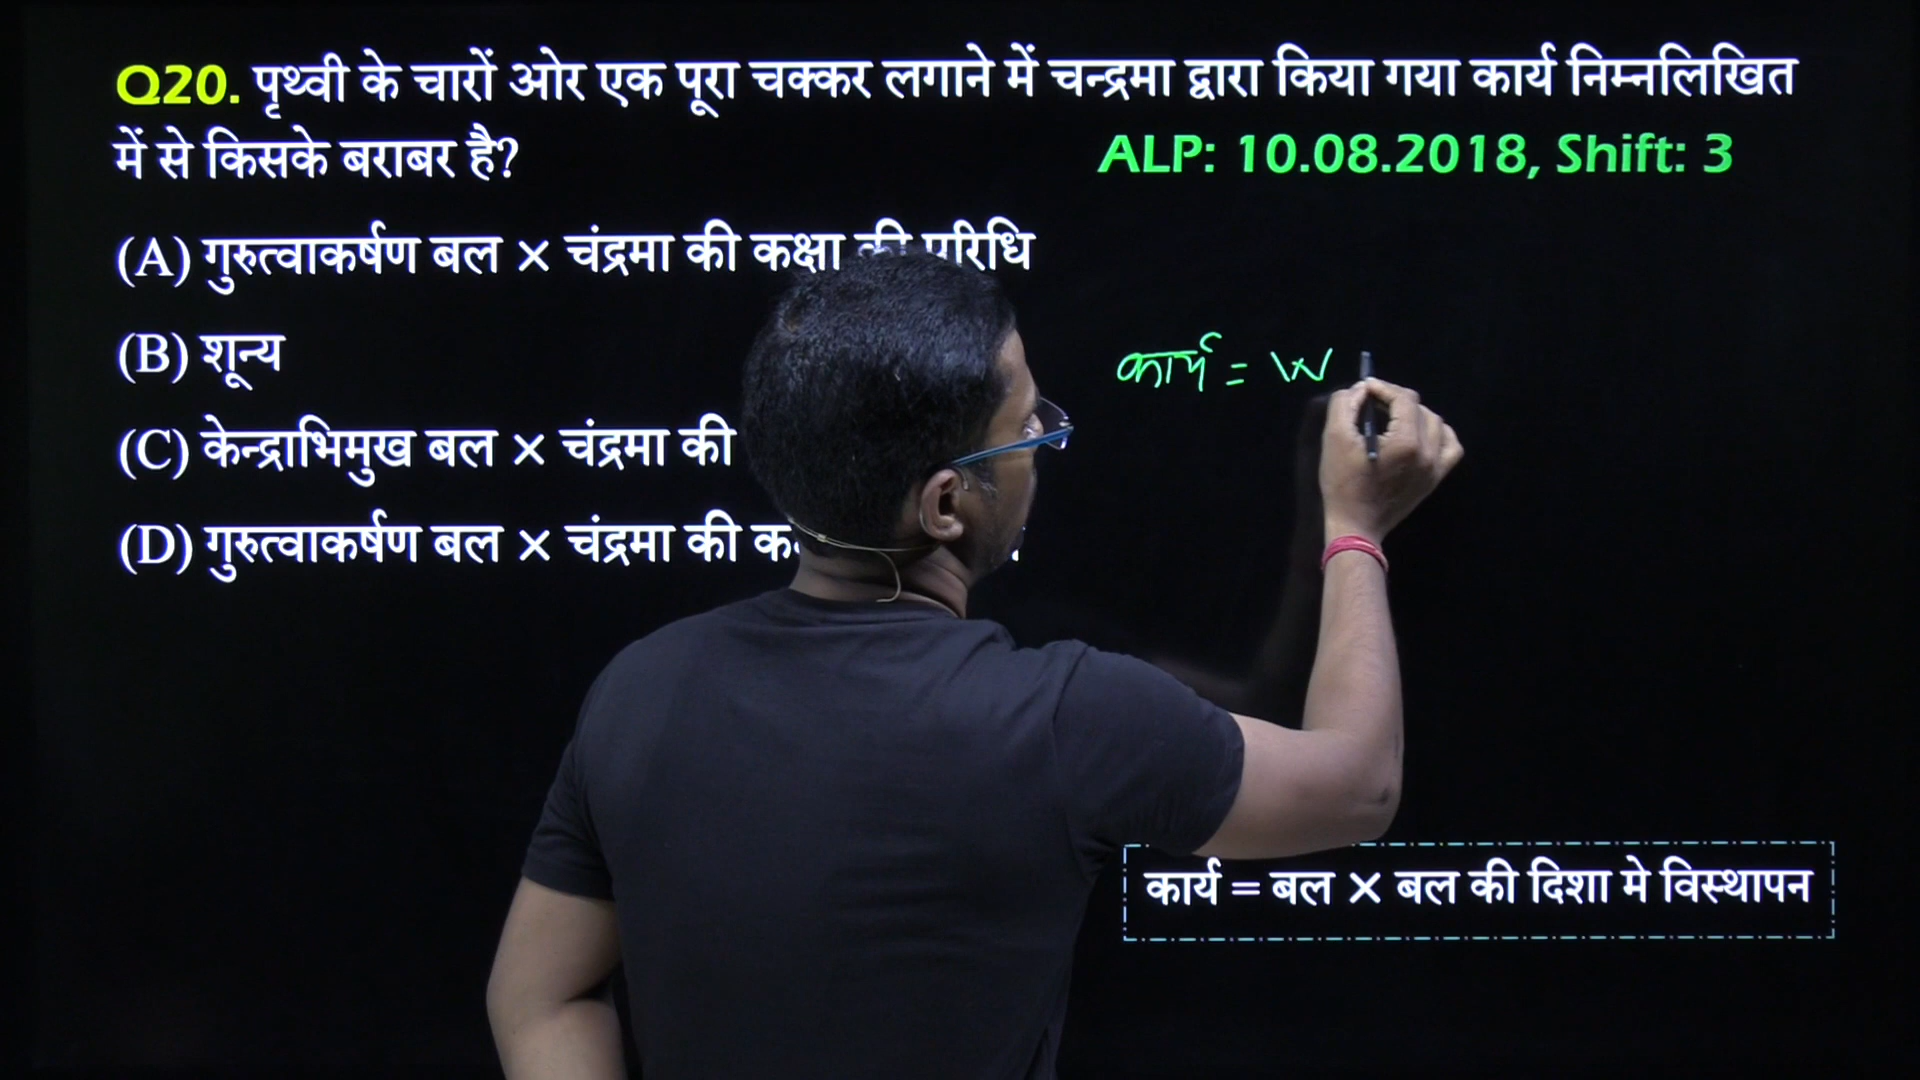 Q20. पृथ्वी के चारों ओर एक पूरा चक्कर लगाने में चन्द्रमा द्वारा किया गया कार्य निम्नलिखित
में से किसके बराबर है?
ALP: 10.08.2018, Shift: 3
(A) गुरुत्वाकर्षण बल × चंद्रमा की कक्षा की परिधि
(B) शून्य
(C) केन्द्राभिमुख बल × चंद्रमा की
(D) गुरुत्वाकर्षण बल × चंद्रमा की
कार्य = W
कार्य = बल × बल की दिशा मे विस्थापन